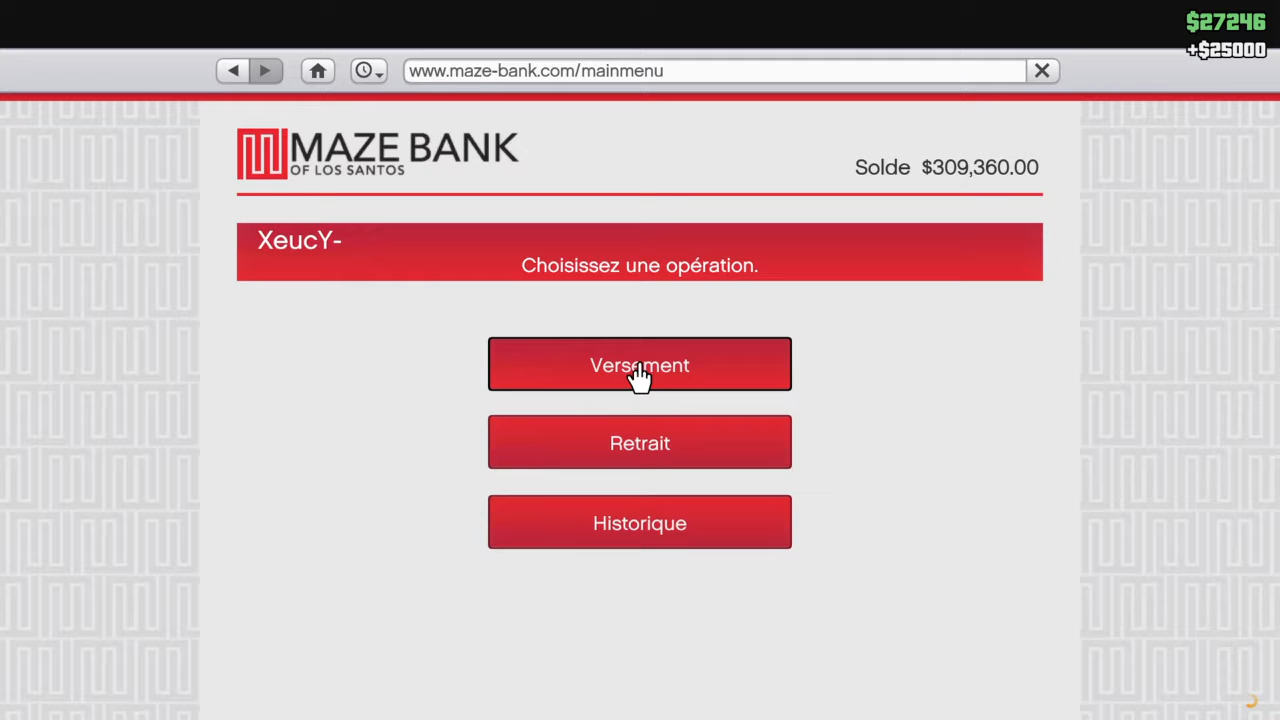 $27246
+$25000
www.maze-bank.com/mainmenu
MAZE BANK
OF LOS SANTOS
Solde $309,360.00
XeucY-
Choisissez une opération.
Versement
Retrait
Historique